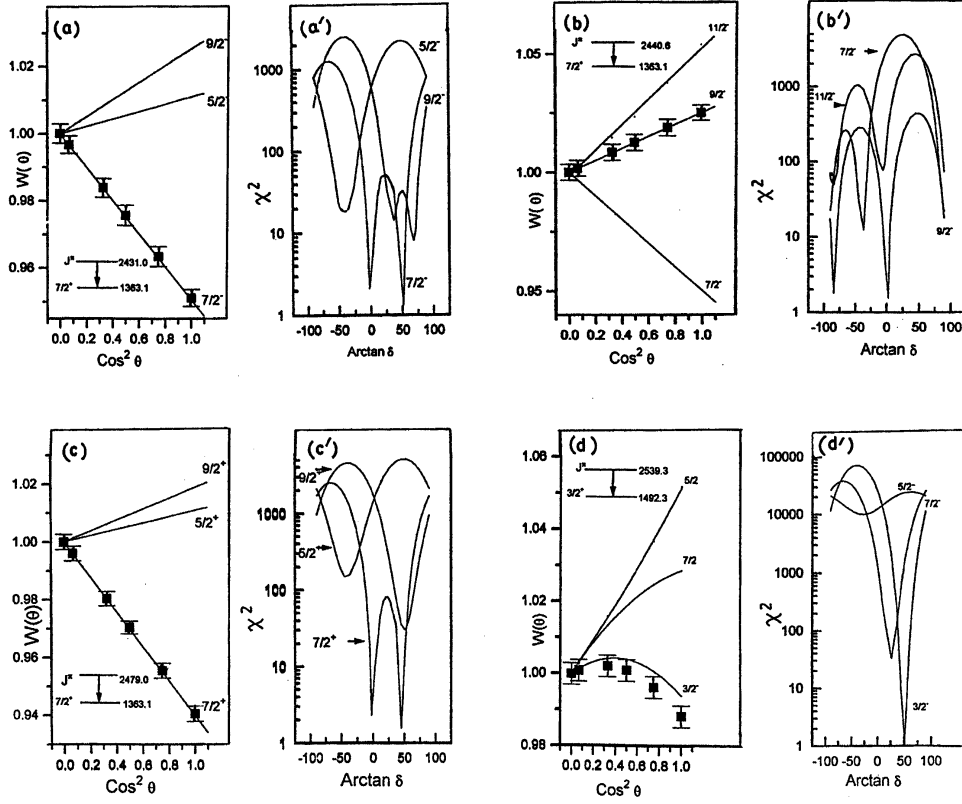 (a)
9/2⁻
5/2⁻
7/2⁻
Jᴨ
2431.0
7/2⁺
1363.1
W(θ)
1.02
1.00
0.98
0.96
0.0 0.2 0.4 0.6 0.8 1.0
Cos² θ
(a′)
5/2⁻
9/2⁻
7/2⁻
χ²
1000
100
10
1
-100 -50 0 50 100
Arctan δ
(b)
11/2⁻
9/2⁻
7/2⁻
Jᴨ
2440.6
7/2⁺
1363.1
W(θ)
1.05
1.00
0.95
0.0 0.2 0.4 0.6 0.8 1.0
Cos² θ
(b′)
7/2⁻
11/2⁻
9/2⁻
χ²
1000
100
10
1
-100 -50 0 50 100
Arctan δ
(c)
9/2⁺
5/2⁺
7/2⁺
Jᴨ
2479.0
7/2⁺
1363.1
W(θ)
1.02
1.00
0.98
0.96
0.94
0.0 0.2 0.4 0.6 0.8 1.0
Cos² θ
(c′)
9/2⁺
5/2⁺
7/2⁺
χ²
1000
100
10
1
-100 -50 0 50 100
Arctan δ
(d)
Jᴨ
2539.3
3/2⁺
1492.3
5/2
7/2
3/2⁻
W(θ)
1.06
1.04
1.02
1.00
0.98
0.0 0.2 0.4 0.6 0.8 1.0
Cos² θ
(d′)
5/2⁻
7/2⁻
3/2⁻
χ²
100000
10000
1000
100
10
1
-100 -50 0 50 100
Arctan δ